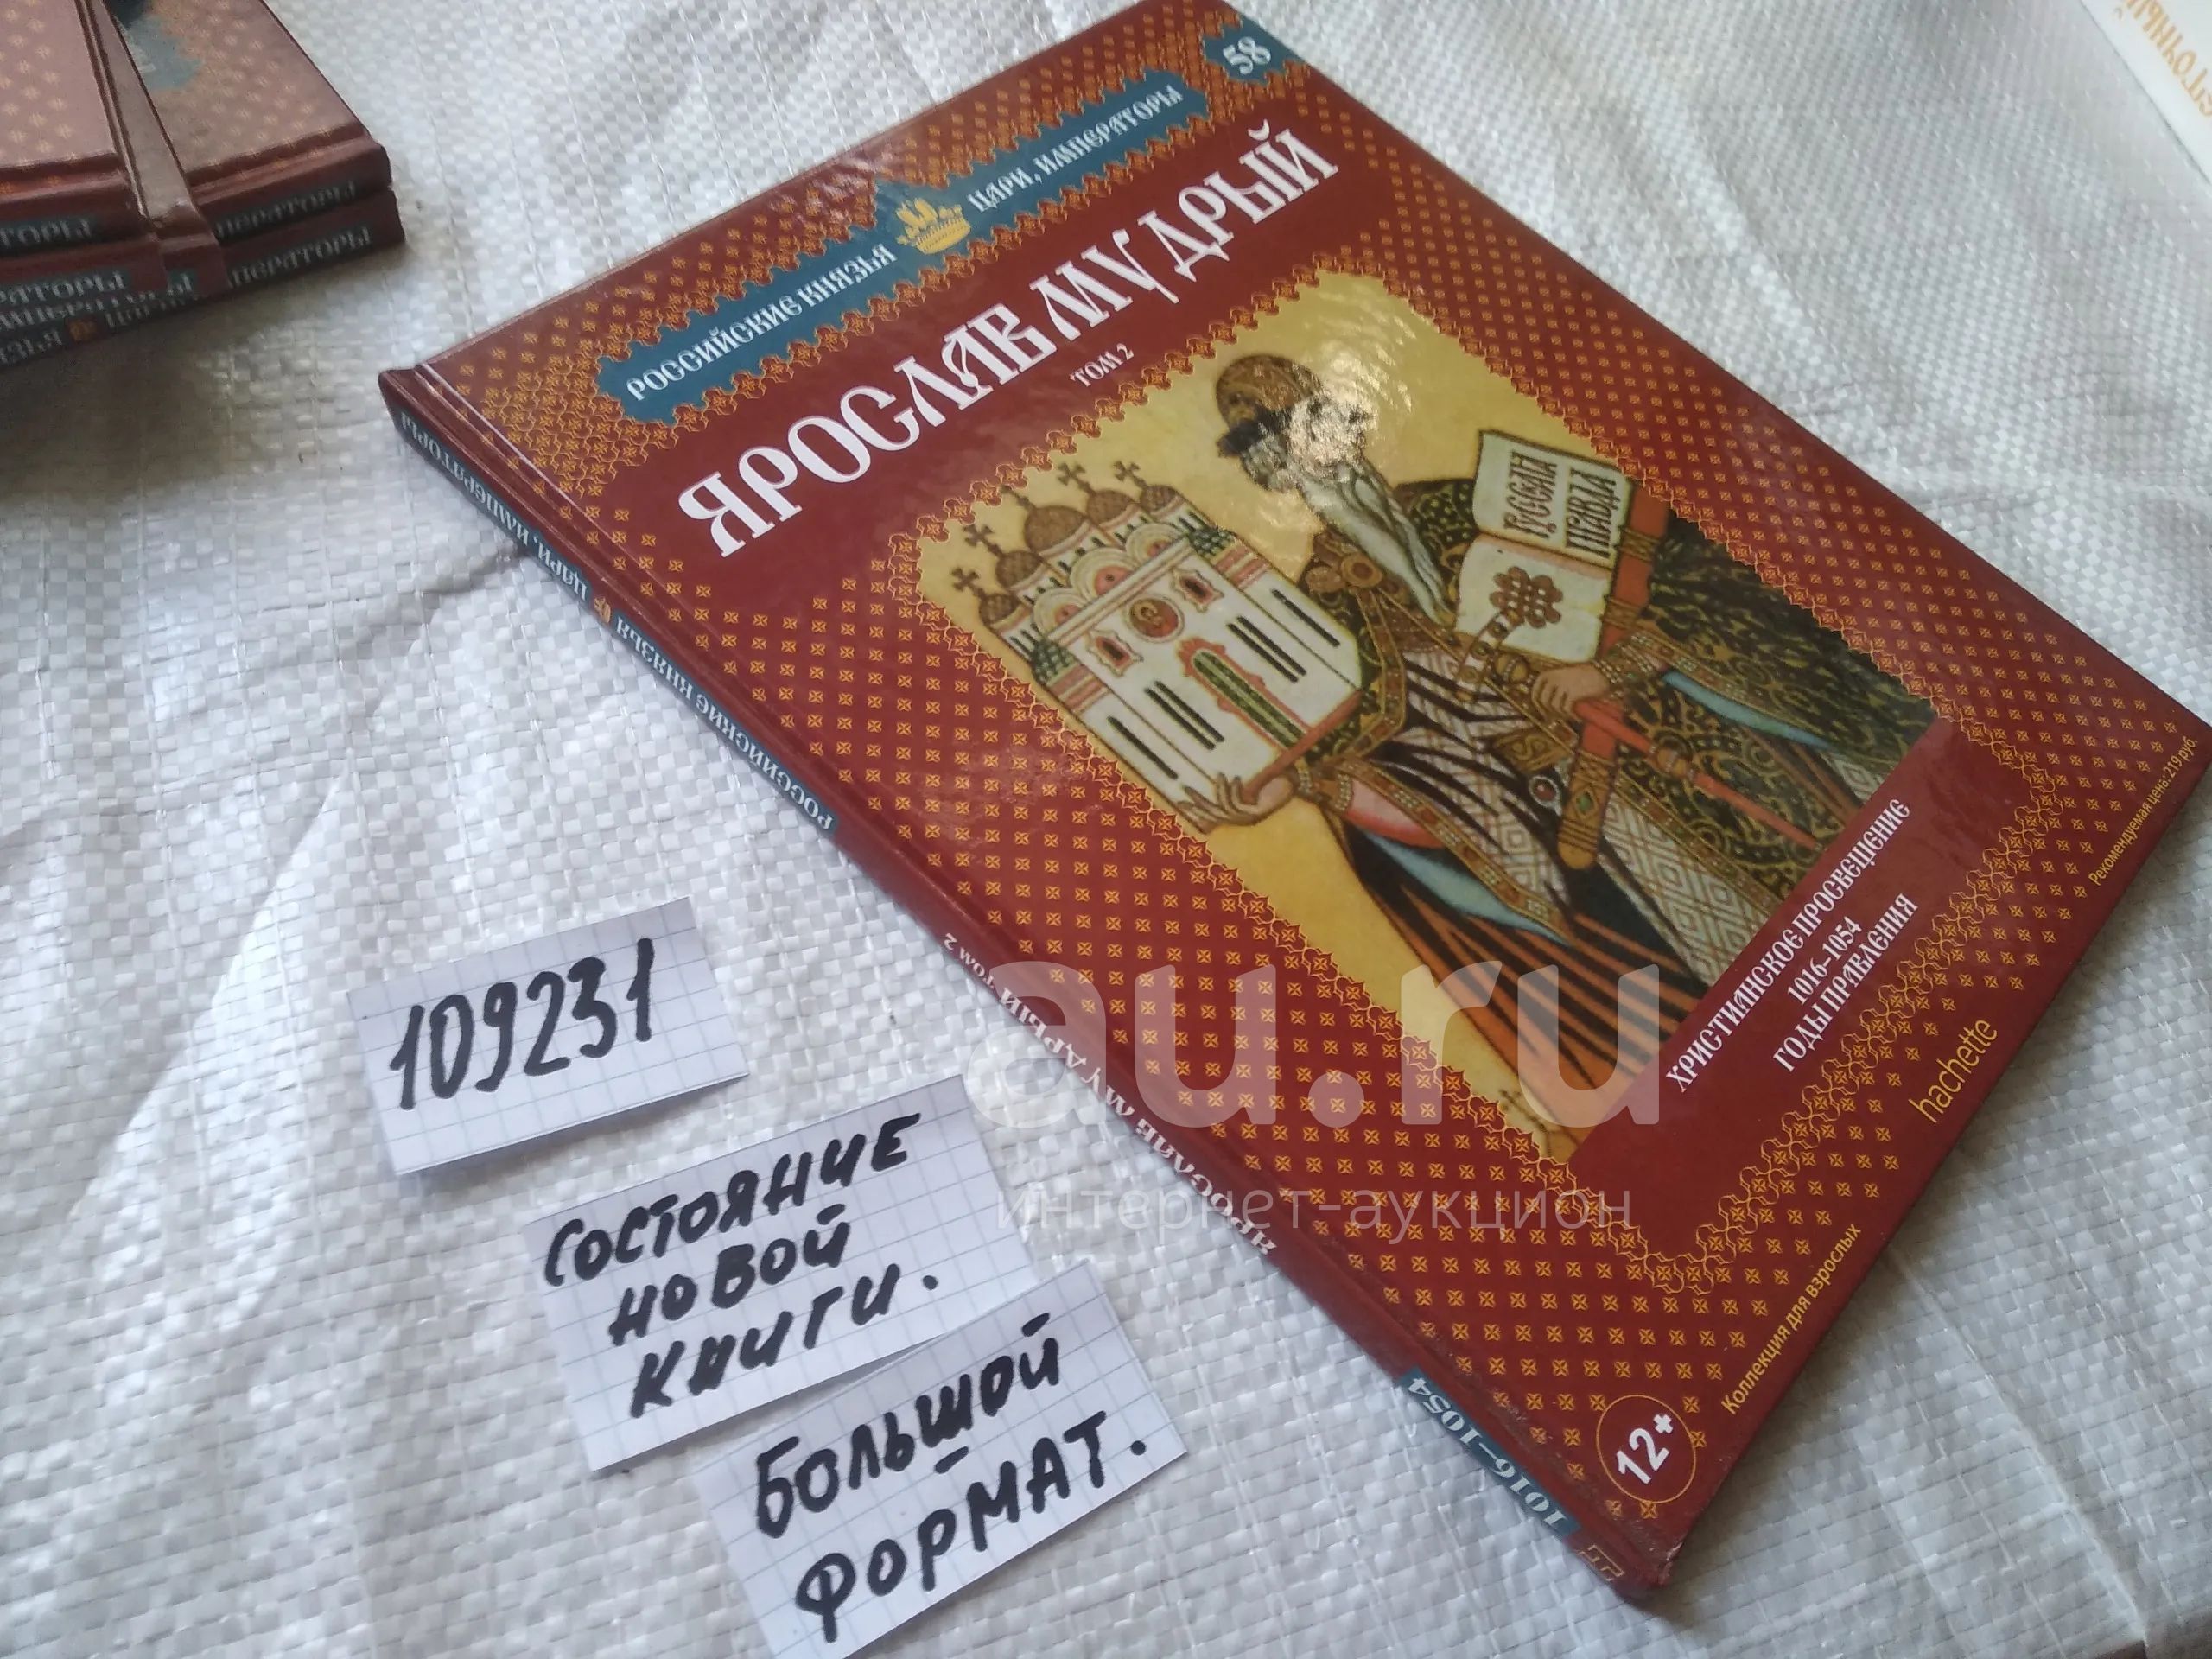 58
РОССИЙСКИЕ КНЯЗЬЯ ЦАРИ, ИМПЕРАТОРЫ
ЯРОСЛАВ МУДРЫЙ
ТОМ 2
РУССКАЯ
ПРАВДА
ХРИСТИАНСКОЕ ПРОСВЕЩЕНИЕ
1016–1054
ГОДЫ ПРАВЛЕНИЯ
Рекомендуемая цена: 219 руб.
hachette
Коллекция для взрослых
12+
РОССИЙСКИЕ КНЯЗЬЯ ЦАРИ, ИМПЕРАТОРЫ
ЯРОСЛАВ МУДРЫЙ ТОМ 2
1016–1054
109231
СОСТОЯНИЕ
НОВОЙ
КНИГИ.
БОЛЬШОЙ
ФОРМАТ.
au.ru
интернет-аукцион